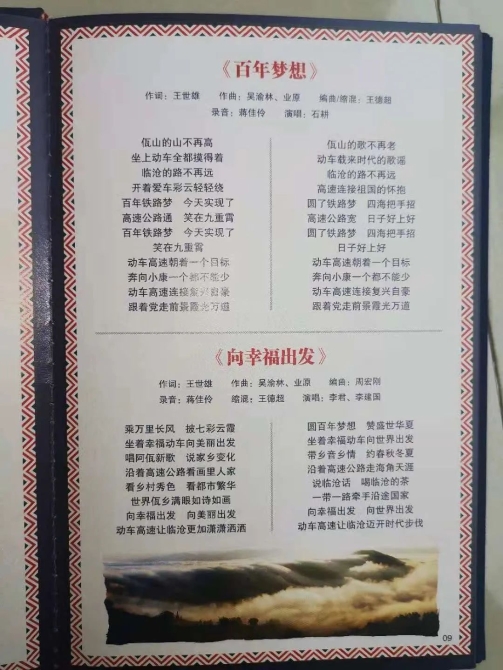 《百年梦想》
作词：王世雄 作曲：吴渝林、业原 编曲/缩混：王德超
录音：蒋佳伶 演唱：石耕
佤山的山不再高
坐上动车全都摸得着
临沧的路不再远
开着爱车彩云轻轻绕
百年铁路梦 今天实现了
高速公路通 笑在九重霄
百年铁路梦 今天实现了
笑在九重霄
动车高速朝着一个目标
奔向小康一个都不能少
动车高速连接复兴自豪
跟着党走前景霞光万道
佤山的歌不再老
动车载来时代的歌谣
临沧的路不再远
高速连接祖国的怀抱
圆了铁路梦 四海把手招
高速公路宽 日子好上好
圆了铁路梦 四海把手招
日子好上好
动车高速朝着一个目标
奔向小康一个都不能少
动车高速连接复兴自豪
跟着党走前景霞光万道
《向幸福出发》
作词：王世雄 作曲：吴渝林、业原 编曲：周宏刚
录音：蒋佳伶 缩混：王德超 演唱：李君、李瑞国
乘万里长风 披七彩云霞
坐着幸福动车向美丽出发
唱阿佤新歌 说家乡变化
沿着高速公路看画里人家
看乡村秀色 看都市繁华
世界佤乡满眼如诗如画
向幸福出发 向美丽出发
动车高速让临沧更加潇潇洒洒
圆百年梦想 赞盛世华夏
坐着幸福动车向世界出发
带乡音乡情 约春秋冬夏
沿着高速公路走海角天涯
说临沧话 喝临沧的茶
一带一路牵手沿途国家
向幸福出发 向世界出发
动车高速让临沧迈开时代步伐
09